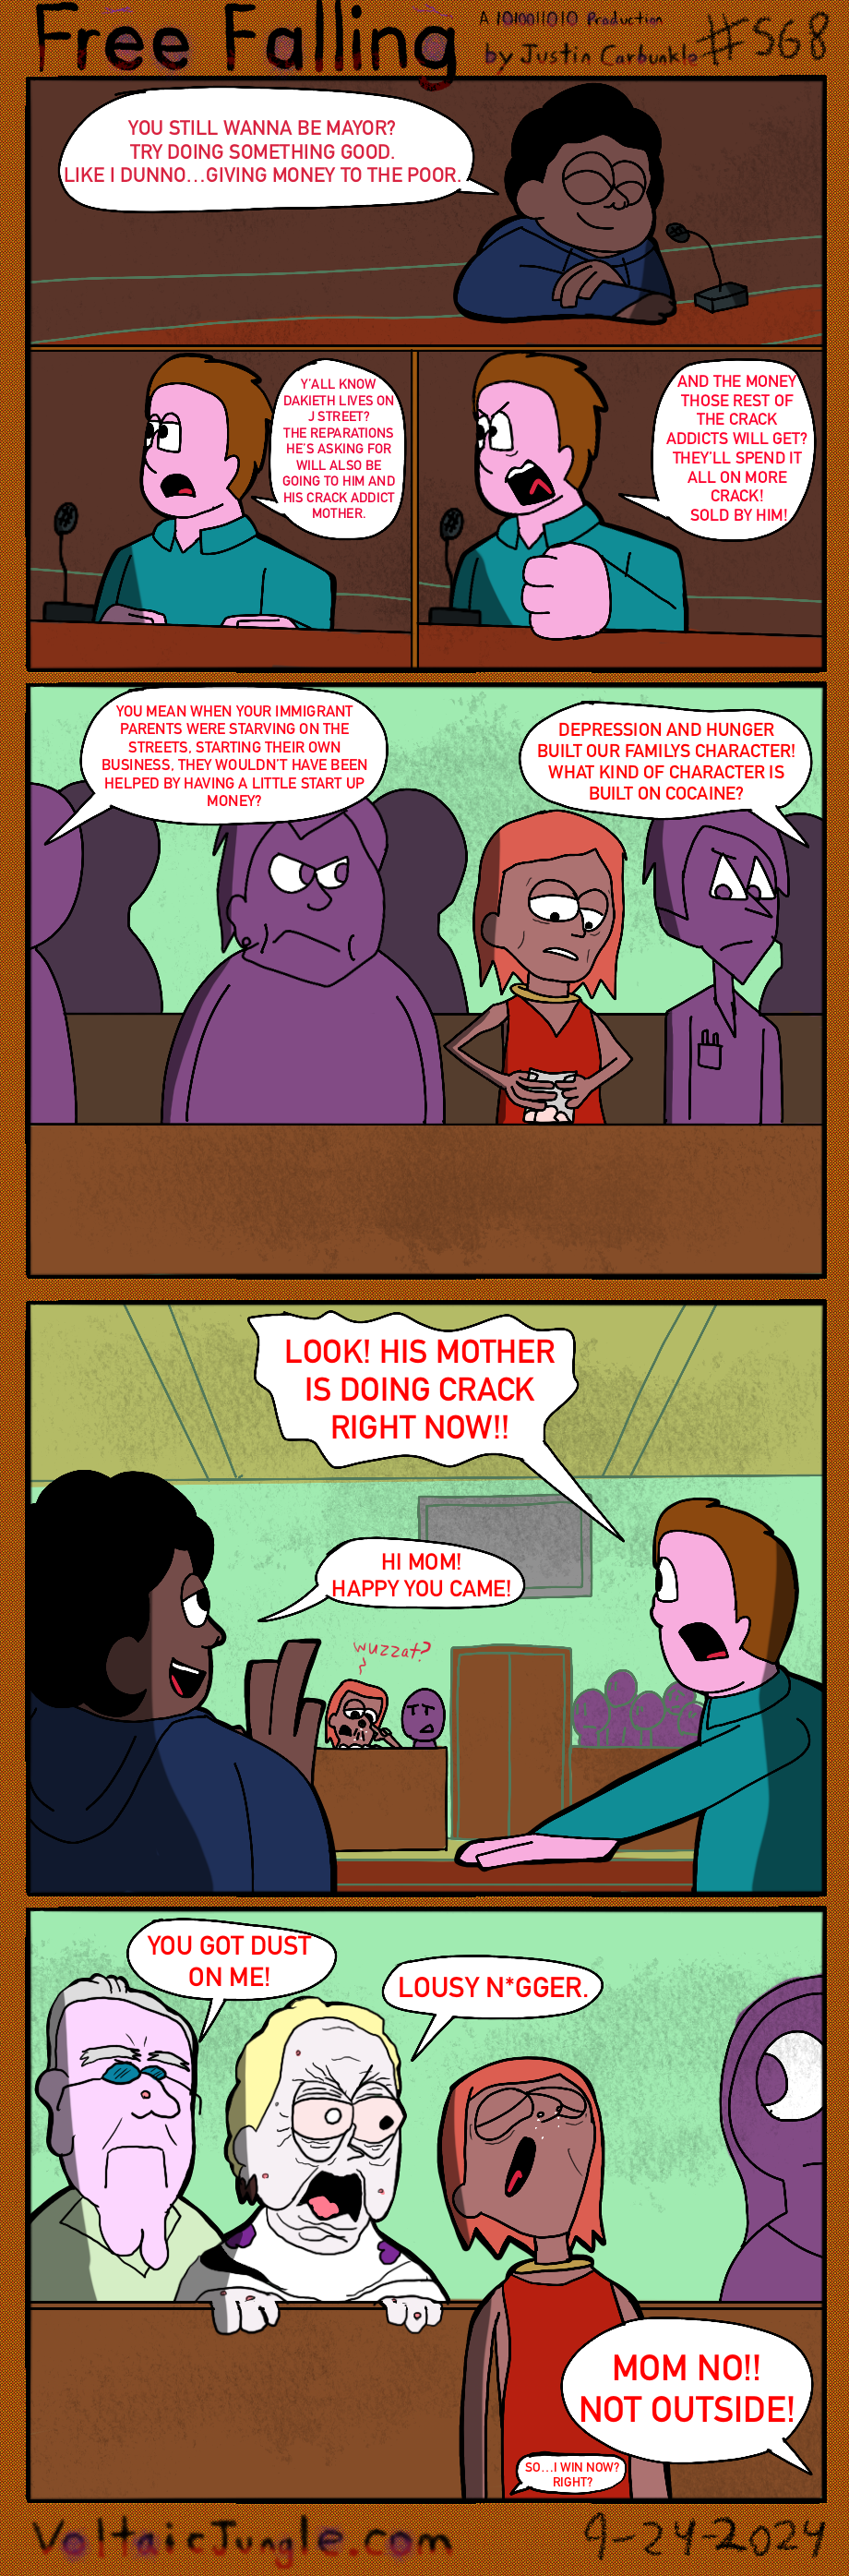 Free Falling
A 1010011010 Production
by Justin Carbunkle
#568
YOU STILL WANNA BE MAYOR?
TRY DOING SOMETHING GOOD.
LIKE I DUNNO...GIVING MONEY TO THE POOR.
Y'ALL KNOW
DAKIETH LIVES ON
J STREET?
THE REPARATIONS
HE'S ASKING FOR
WILL ALSO BE
GOING TO HIM AND
HIS CRACK ADDICT
MOTHER.
AND THE MONEY
THOSE REST OF
THE CRACK
ADDICTS WILL GET?
THEY'LL SPEND IT
ALL ON MORE
CRACK!
SOLD BY HIM!
YOU MEAN WHEN YOUR IMMIGRANT
PARENTS WERE STARVING ON THE
STREETS, STARTING THEIR OWN
BUSINESS, THEY WOULDN'T HAVE BEEN
HELPED BY HAVING A LITTLE START UP
MONEY?
DEPRESSION AND HUNGER
BUILT OUR FAMILYS CHARACTER!
WHAT KIND OF CHARACTER IS
BUILT ON COCAINE?
LOOK! HIS MOTHER
IS DOING CRACK
RIGHT NOW!!
HI MOM!
HAPPY YOU CAME!
wuzzat?
YOU GOT DUST
ON ME!
LOUSY N*GGER.
MOM NO!!
NOT OUTSIDE!
SO...I WIN NOW?
RIGHT?
VoltaicJungle.com
9-24-2024